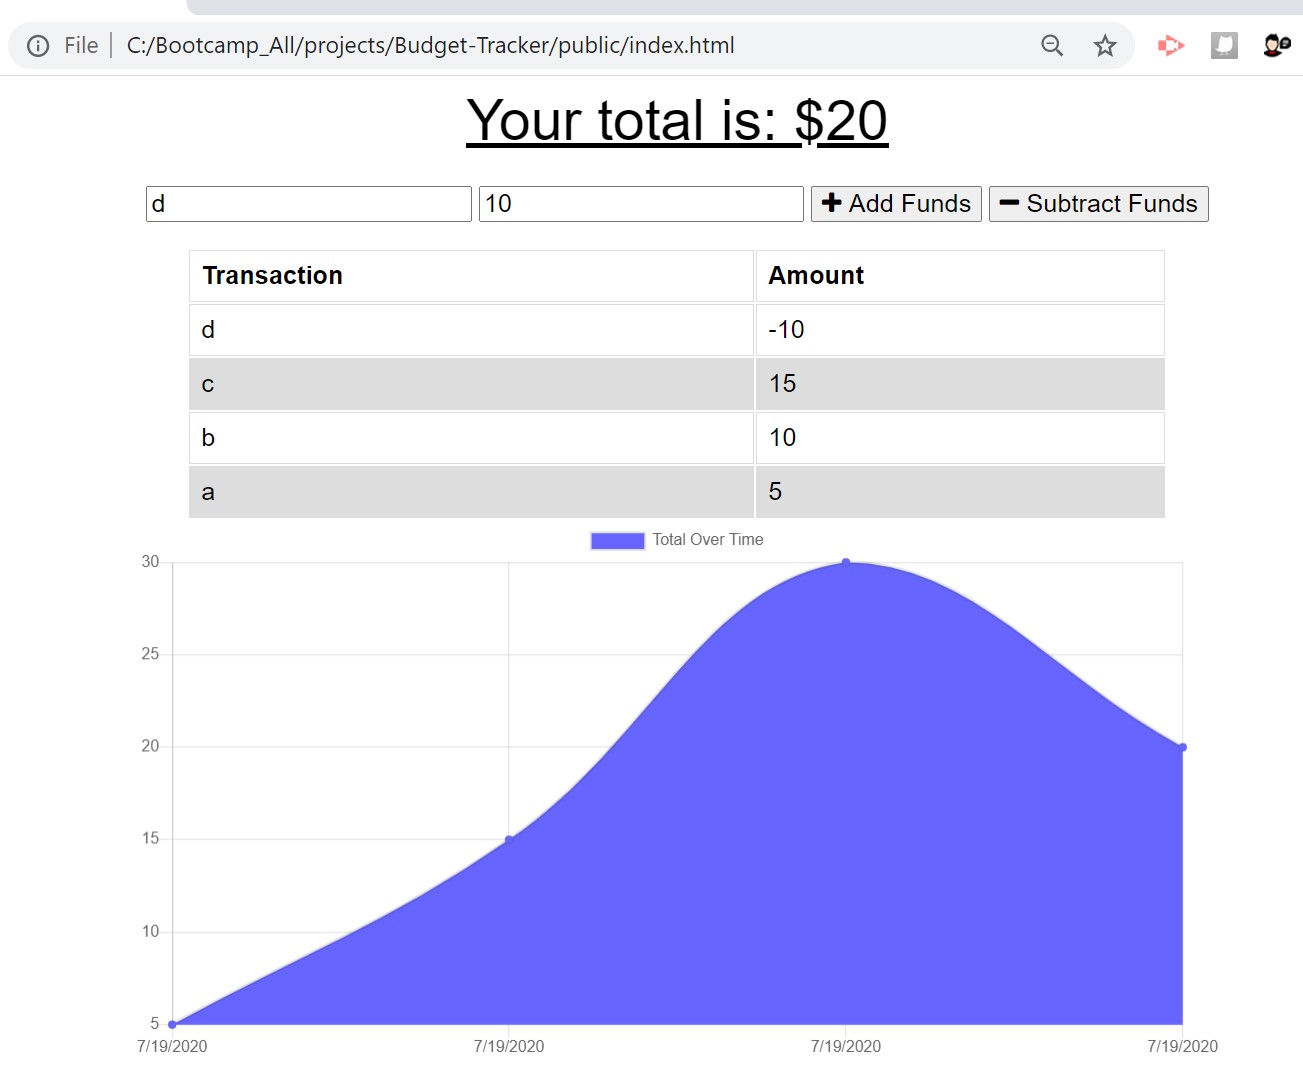 File C:/Bootcamp_All/projects/Budget-Tracker/public/index.html
Your total is: $20
d 10 Add Funds Subtract Funds
Transaction Amount
d -10
c 15
b 10
a 5
Total Over Time
30
25
20
15
10
5
7/19/2020 7/19/2020 7/19/2020 7/19/2020